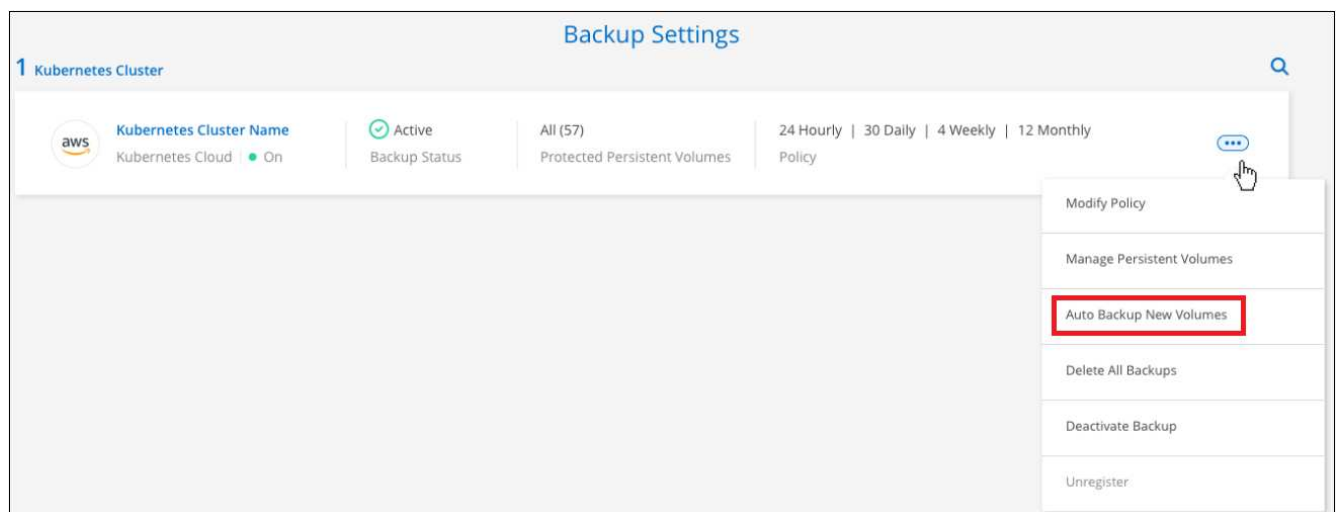 Backup Settings
1 Kubernetes Cluster
aws
Kubernetes Cluster Name
Kubernetes Cloud | On
Active
Backup Status
All (57)
Protected Persistent Volumes
24 Hourly | 30 Daily | 4 Weekly | 12 Monthly
Policy
Modify Policy
Manage Persistent Volumes
Auto Backup New Volumes
Delete All Backups
Deactivate Backup
Unregister